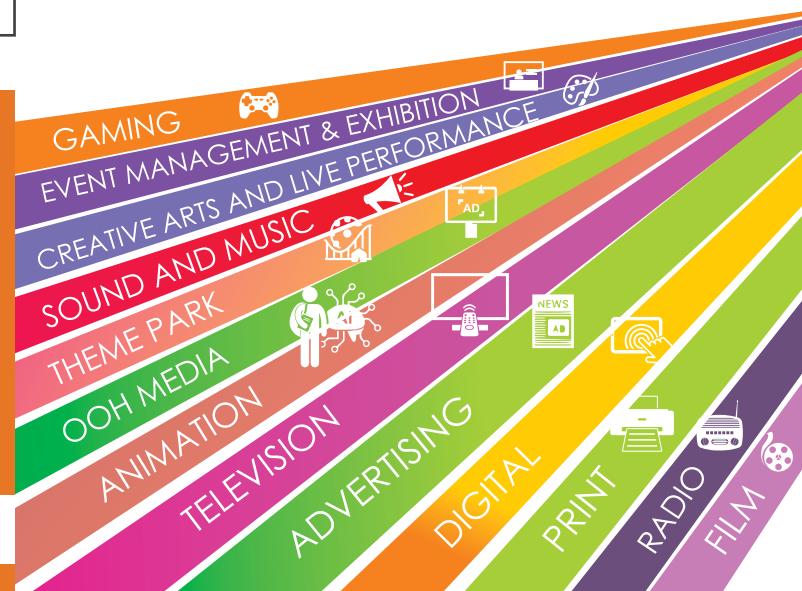 GAMING
EVENT MANAGEMENT & EXHIBITION
CREATIVE ARTS AND LIVE PERFORMANCE
SOUND AND MUSIC
THEME PARK
OOH MEDIA
ANIMATION
TELEVISION
ADVERTISING
DIGITAL
PRINT
RADIO
FILM
AD
Ai
NEWS
AD